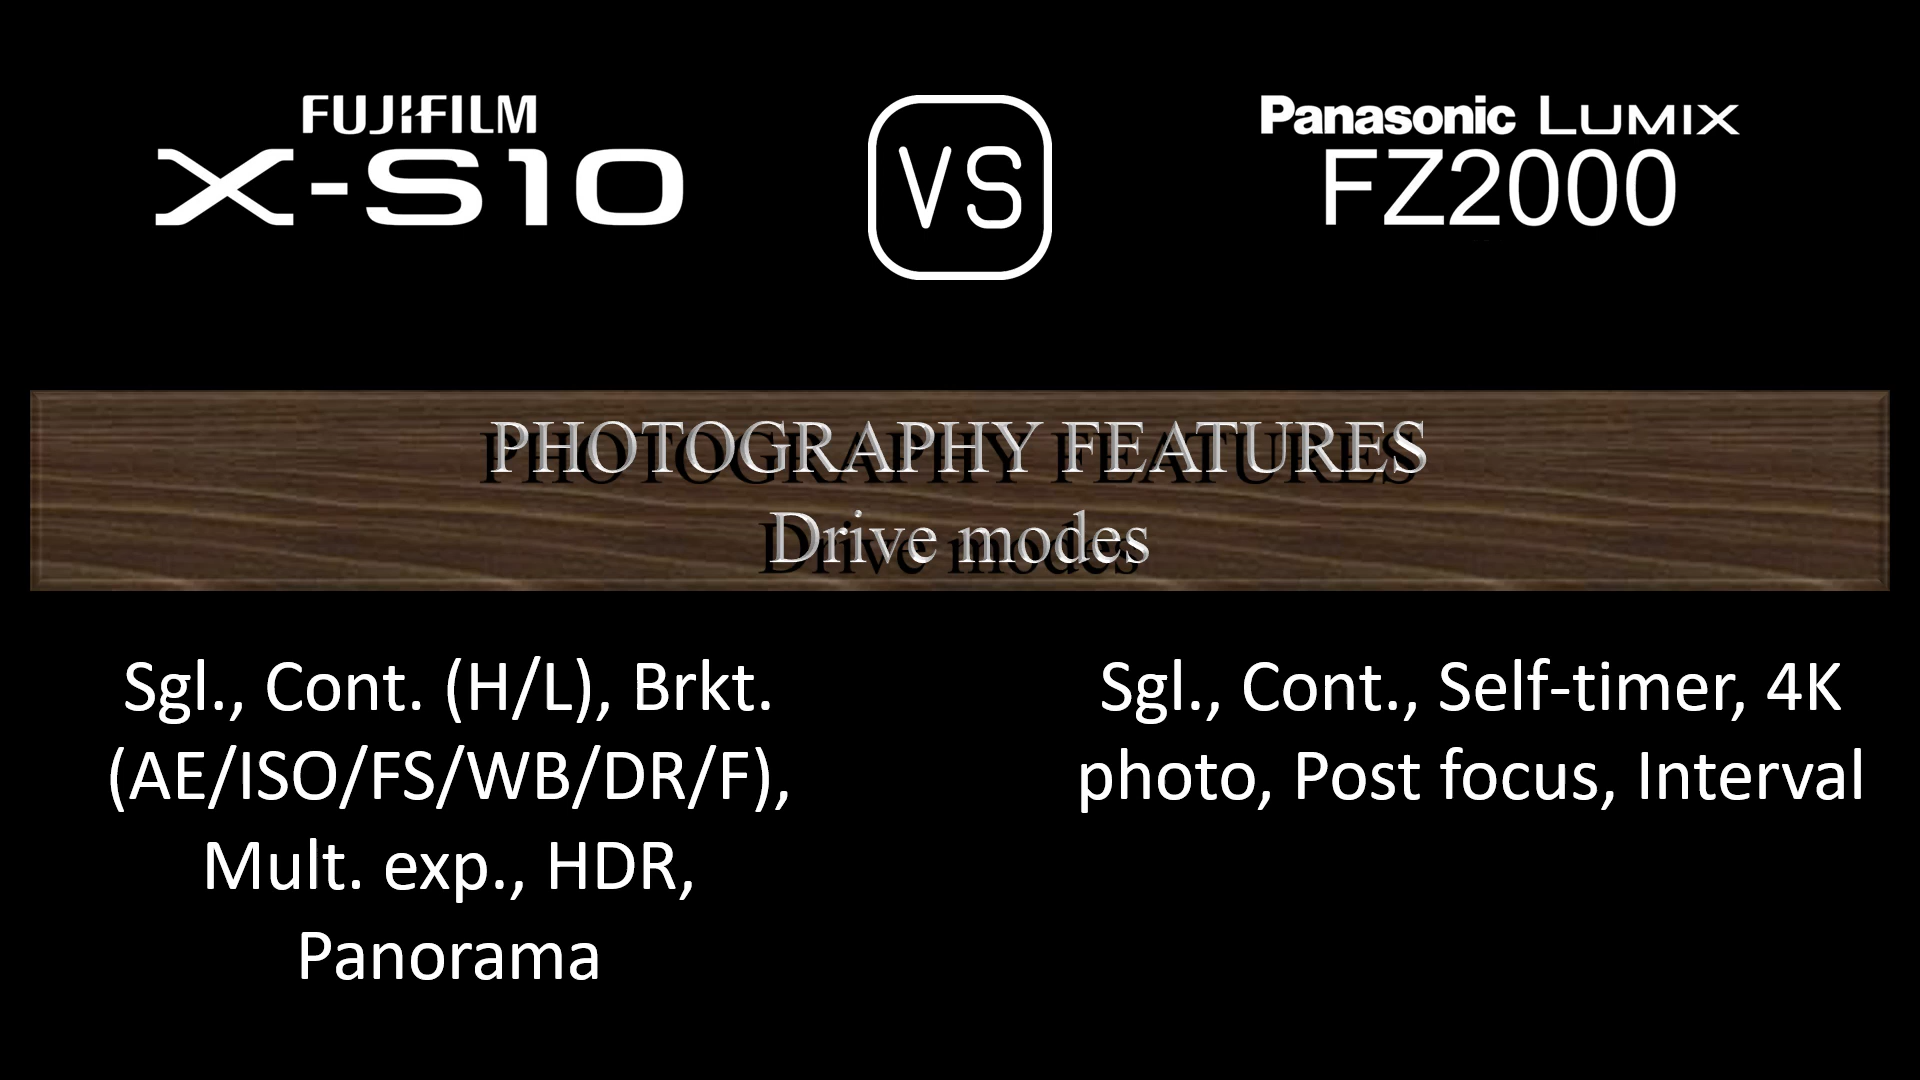 FUJIFILM
X-S10
VS
Panasonic LUMIX
FZ2000
PHOTOGRAPHY FEATURES
Drive modes
Sgl., Cont. (H/L), Brkt.
(AE/ISO/FS/WB/DR/F),
Mult. exp., HDR,
Panorama
Sgl., Cont., Self-timer, 4K
photo, Post focus, Interval